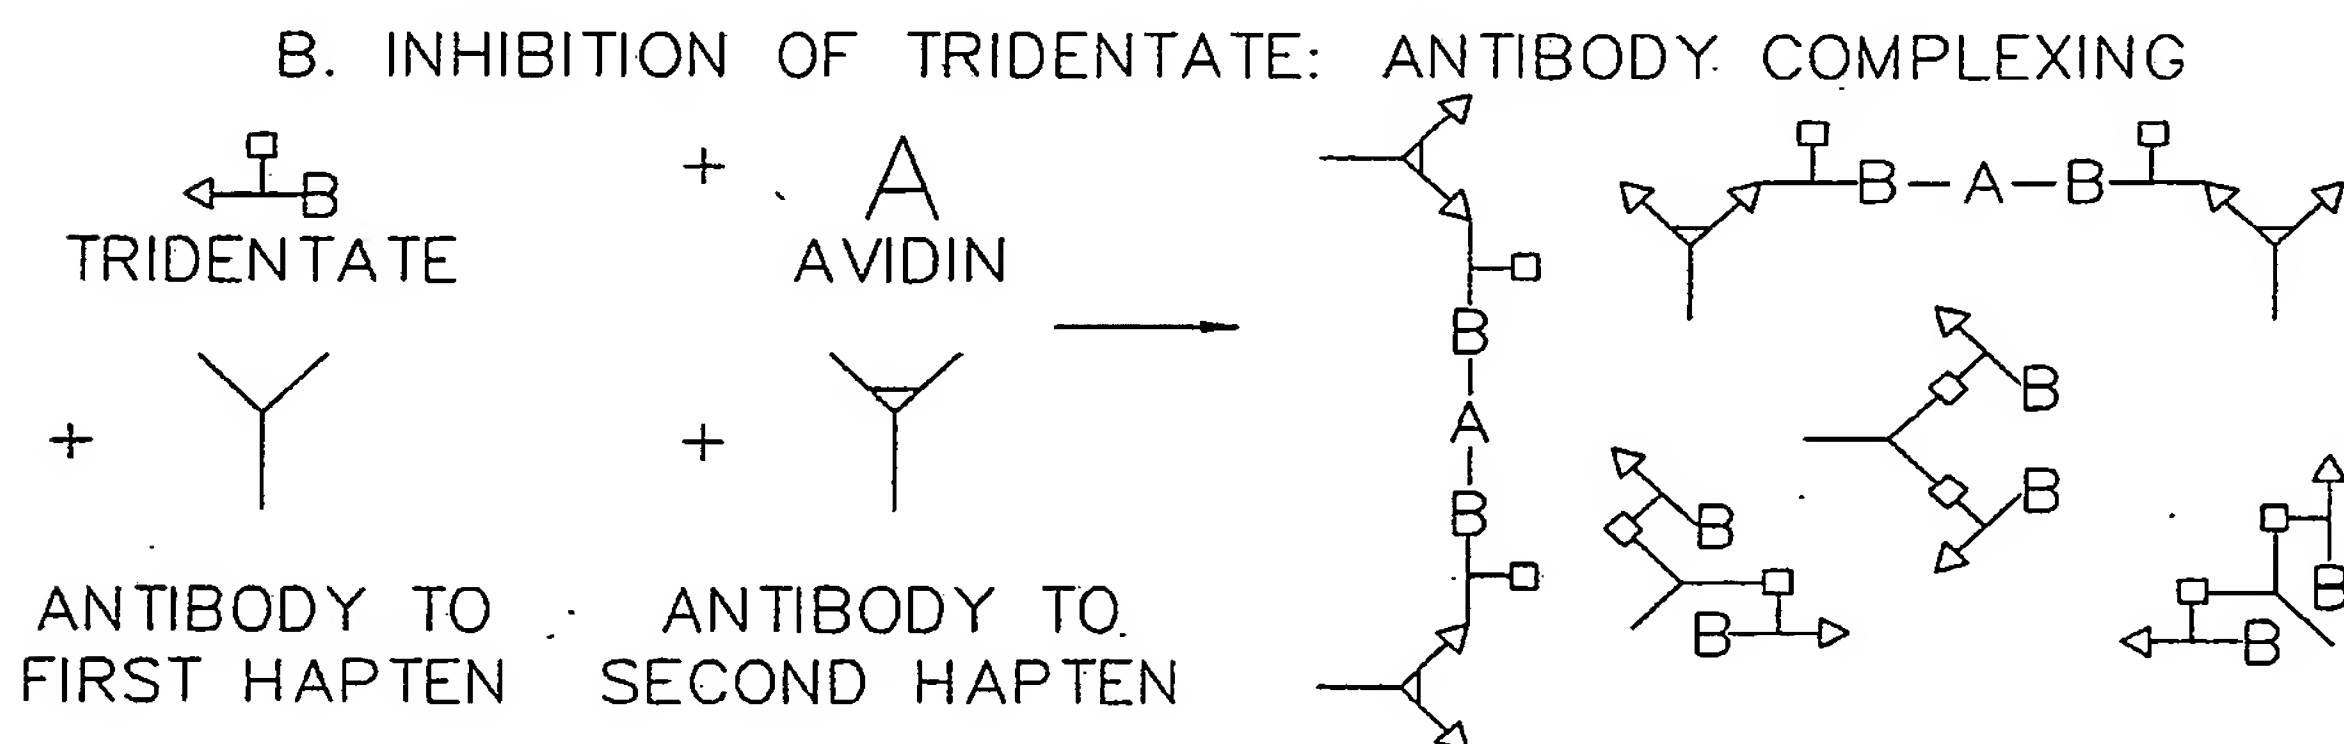 B. INHIBITION OF TRIDENTATE: ANTIBODY COMPLEXING
B
+
A
TRIDENTATE
AVIDIN
B — A — B
+
+
B
A
B
B
B
B
B
B
B
ANTIBODY TO
FIRST HAPTEN
ANTIBODY TO
SECOND HAPTEN